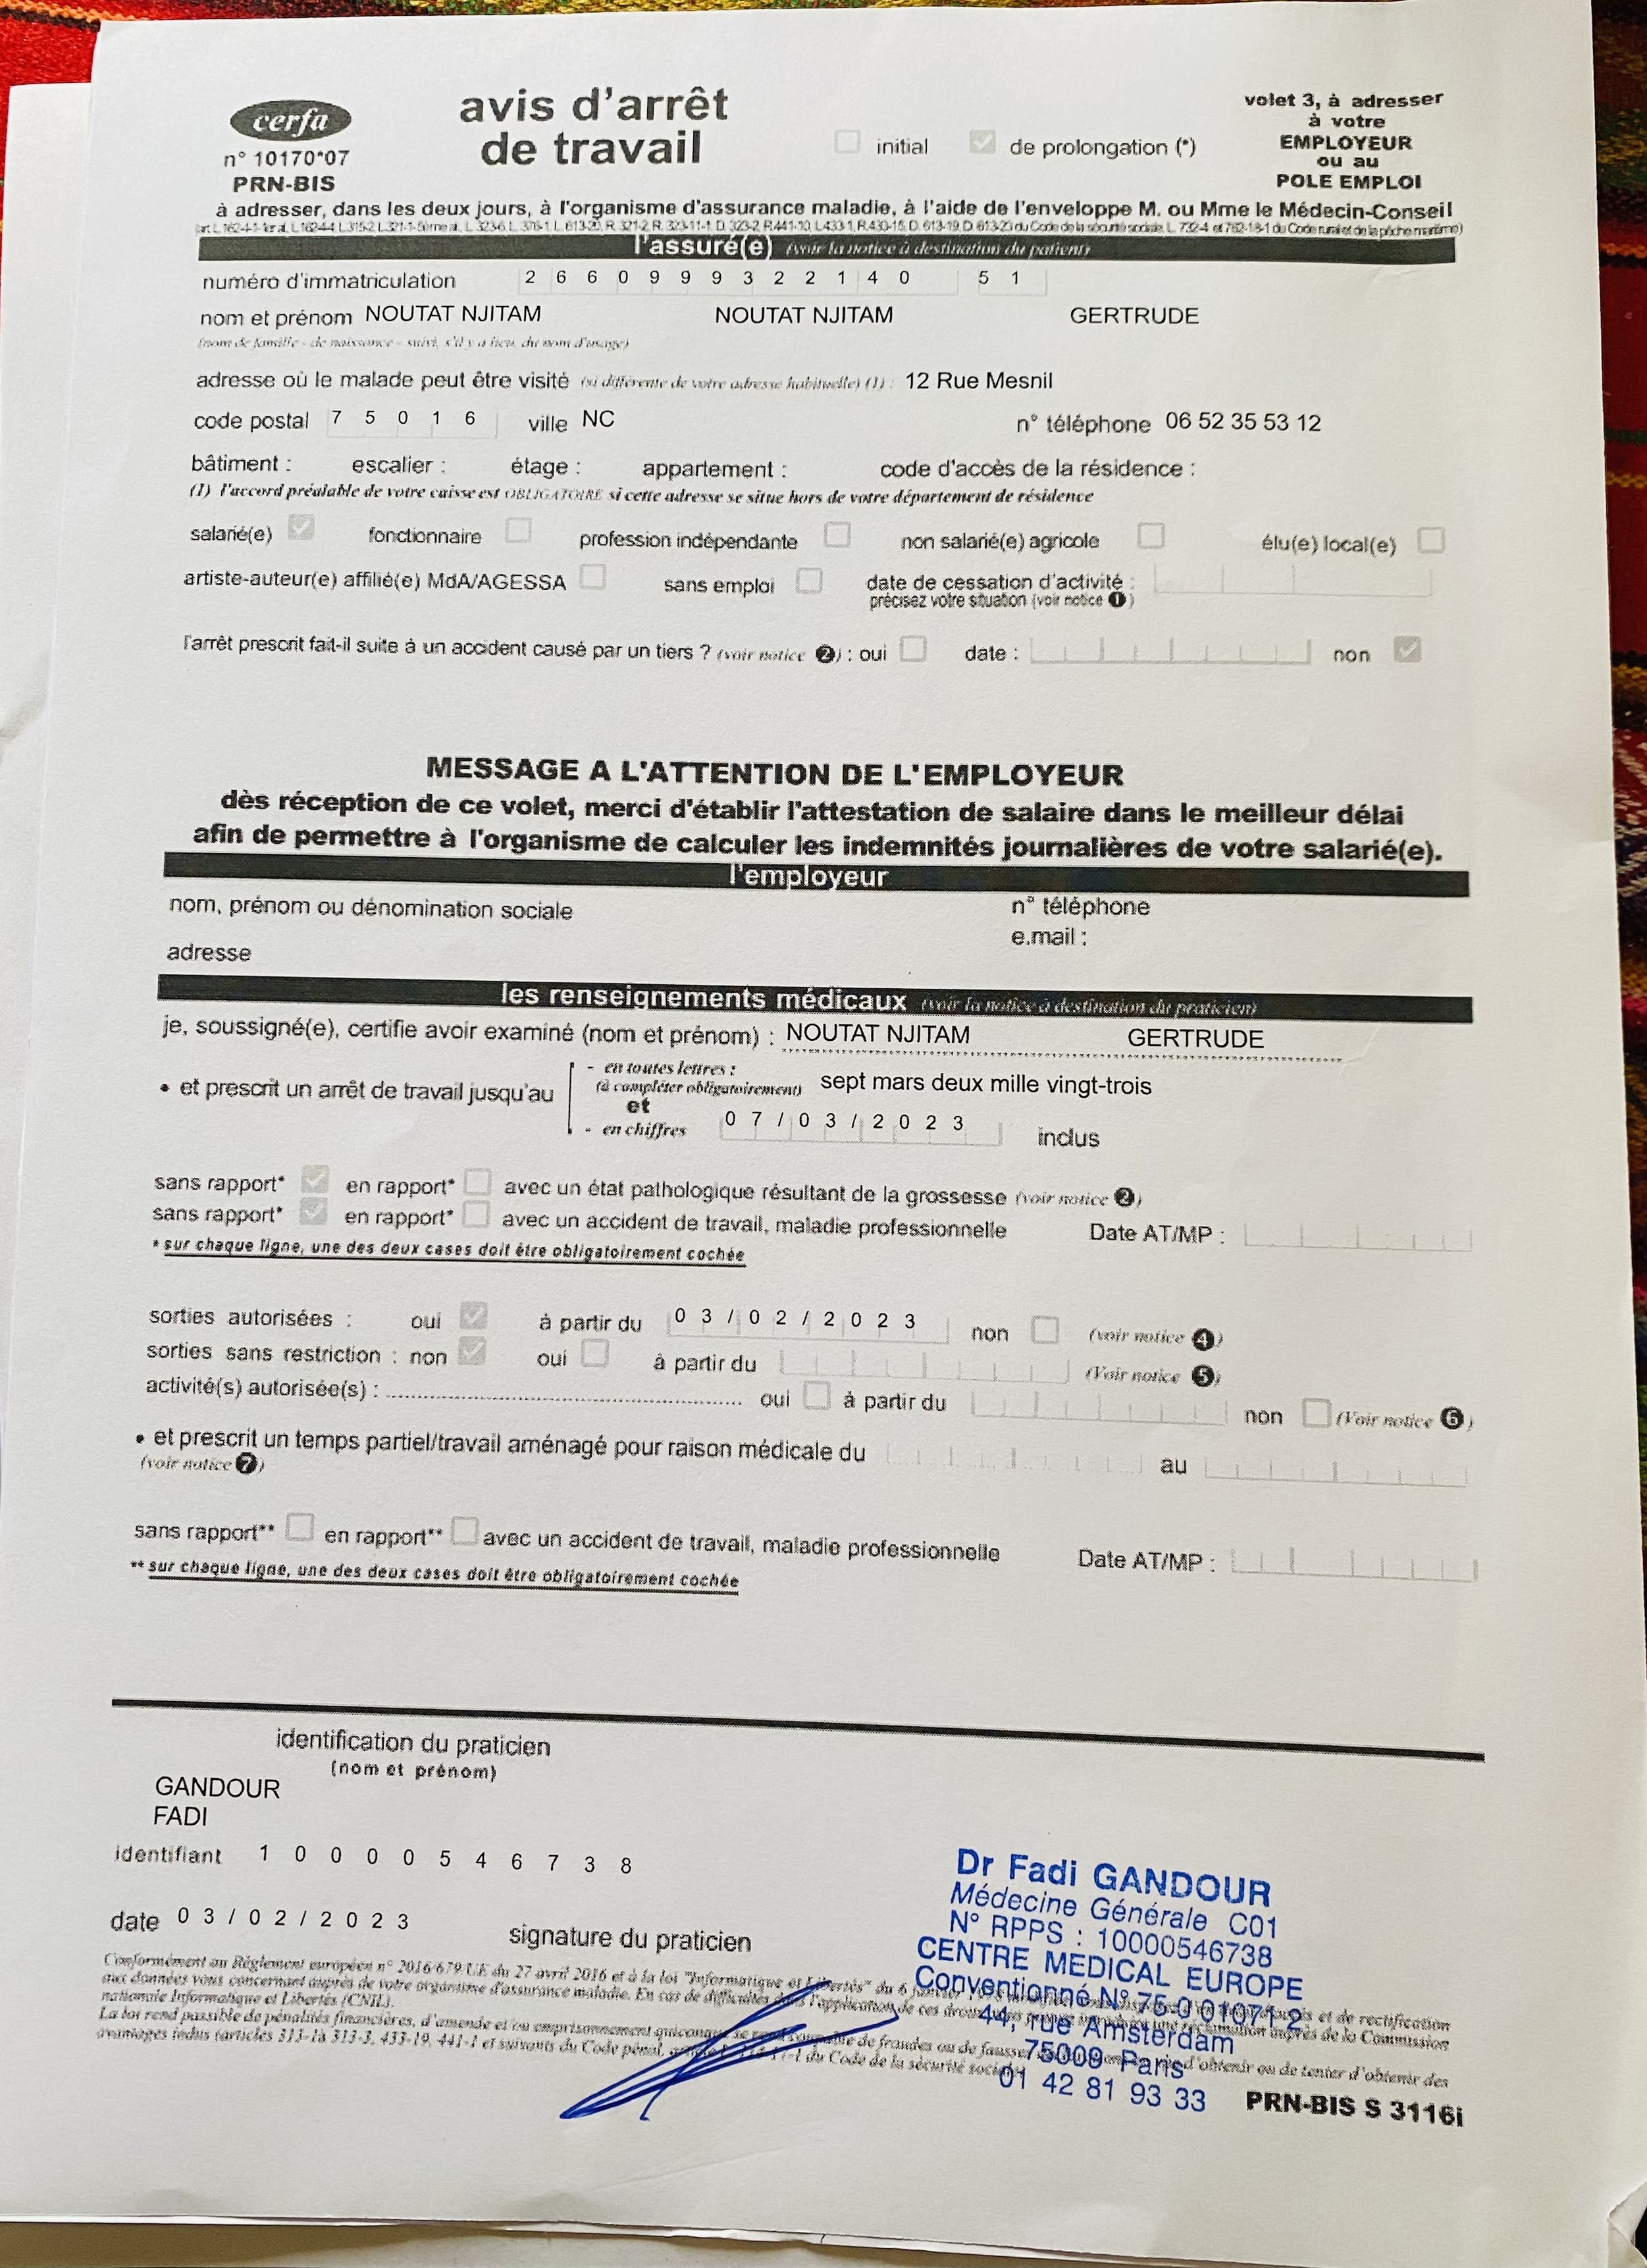 cerfa
n° 10170*07
PRN-BIS
avis d'arrêt
de travail
initial
de prolongation (*)
volet 3, à adresser
à votre
EMPLOYEUR
ou au
POLE EMPLOI
à adresser, dans les deux jours, à l'organisme d'assurance maladie, à l'aide de l'enveloppe M. ou Mme le Médecin-Conseil
l'assuré(e) (voir la notice à destination du patient)
numéro d'immatriculation 2 6 6 0 9 9 9 3 2 2 1 4 0 5 1
nom et prénom NOUTAT NJITAM NOUTAT NJITAM GERTRUDE
(nom de famille - de naissance - suivi, s'il y a lieu, du nom d'usage)
adresse où le malade peut être visité (si différente de votre adresse habituelle) (1) : 12 Rue Mesnil
code postal 7 5 0 1 6 ville NC n° téléphone 06 52 35 53 12
bâtiment : escalier : étage : appartement : code d'accès de la résidence :
(1) l'accord préalable de votre caisse est OBLIGATOIRE si cette adresse se situe hors de votre département de résidence
salarié(e) fonctionnaire profession indépendante non salarié(e) agricole élu(e) local(e)
artiste-auteur(e) affilié(e) MdA/AGESSA sans emploi date de cessation d'activité :
précisez votre situation (voir notice 1)
l'arrêt prescrit fait-il suite à un accident causé par un tiers ? (voir notice 2) : oui date : non
MESSAGE A L'ATTENTION DE L'EMPLOYEUR
dès réception de ce volet, merci d'établir l'attestation de salaire dans le meilleur délai
afin de permettre à l'organisme de calculer les indemnités journalières de votre salarié(e).
l'employeur
nom, prénom ou dénomination sociale n° téléphone
e.mail :
adresse
les renseignements médicaux (voir la notice à destination du praticien)
je, soussigné(e), certifie avoir examiné (nom et prénom) : NOUTAT NJITAM GERTRUDE
- en toutes lettres :
• et prescrit un arrêt de travail jusqu'au (à compléter obligatoirement) sept mars deux mille vingt-trois
et
- en chiffres 0 7 / 0 3 / 2 0 2 3 inclus
sans rapport* en rapport* avec un état pathologique résultant de la grossesse (voir notice 2)
sans rapport* en rapport* avec un accident de travail, maladie professionnelle Date AT/MP :
* sur chaque ligne, une des deux cases doit être obligatoirement cochée
sorties autorisées : oui à partir du 0 3 / 0 2 / 2 0 2 3 non (voir notice 4)
sorties sans restriction : non oui à partir du (Voir notice 5)
activité(s) autorisée(s) : oui à partir du non (Voir notice 6)
• et prescrit un temps partiel/travail aménagé pour raison médicale du au
(voir notice 7)
sans rapport** en rapport** avec un accident de travail, maladie professionnelle Date AT/MP :
** sur chaque ligne, une des deux cases doit être obligatoirement cochée
identification du praticien
(nom et prénom)
GANDOUR
FADI
identifiant 1 0 0 0 0 5 4 6 7 3 8
date 0 3 / 0 2 / 2 0 2 3
signature du praticien
Dr Fadi GANDOUR
Médecine Générale C01
N° RPPS : 10000546738
CENTRE MEDICAL EUROPE
Conventionné N° 75 0 01071 2
44, rue Amsterdam
75009 Paris
01 42 81 93 33
Conformément au Règlement européen n° 2016/679/UE du 27 avril 2016 et à la loi "Informatique et Libertés" du 6 janvier
aux données vous concernant auprès de votre organisme d'assurance maladie. En cas de difficultés dans l'application de ces droits
nationale Informatique et Libertés (CNIL).
La loi rend passible de pénalités financières, d'amende et/ou emprisonnement quiconque se rend coupable de fraudes ou de fausses d'obtenir ou de tenter d'obtenir des
avantages indus (articles 313-1à 313-3, 433-19, 441-1 et suivants du Code pénal, du Code de la sécurité sociale
PRN-BIS S 3116i